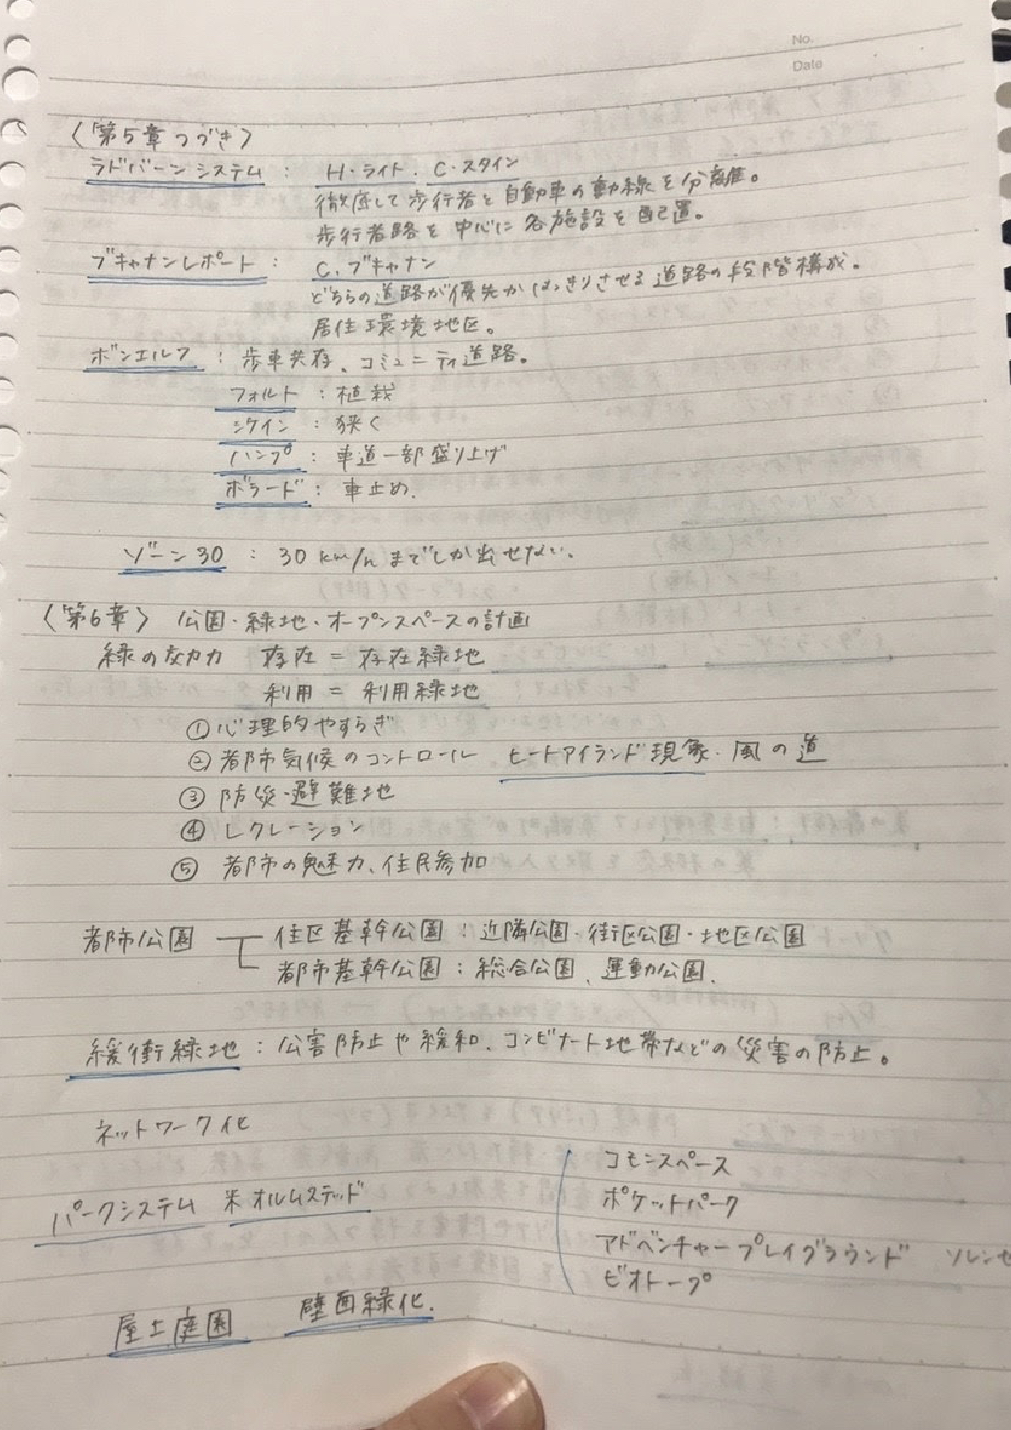 No.
Date
〈第5章つづき〉
ラドバーンシステム : H・ライト、C・スタイン
徹底して歩行者と自動車の動線を分離。
歩行者路を中心に各施設を配置。
ブキャナンレポート : C.ブキャナン
どちらの道路が優先かはっきりさせる道路の段階構成。
居住環境地区。
ボンエルフ : 歩車共存、コミュニティ道路。
フォルト : 植栽
シケイン : 狭く
ハンプ : 車道一部盛り上げ
ボラード : 車止め.
ゾーン30 : 30km/hまでしか出せない.
〈第6章〉 公園・緑地・オープンスペースの計画
緑の効力 存在=存在緑地
利用=利用緑地
①心理的やすらぎ
②都市気候のコントロール ヒートアイランド現象・風の道
③ 防災・避難地
④ レクレーション
⑤ 都市の魅力、住民参加
都市公園 住区基幹公園 : 近隣公園・街区公園・地区公園
都市基幹公園 : 総合公園、運動公園.
緩衝緑地 : 公害防止や緩和、コンビナート地帯などの災害の防止。
ネットワーク化
コモンスペース
パークシステム 米オルムステッド
ポケットパーク
アドベンチャープレイグラウンド ソレンセ
ビオトープ
屋上庭園 壁面緑化.